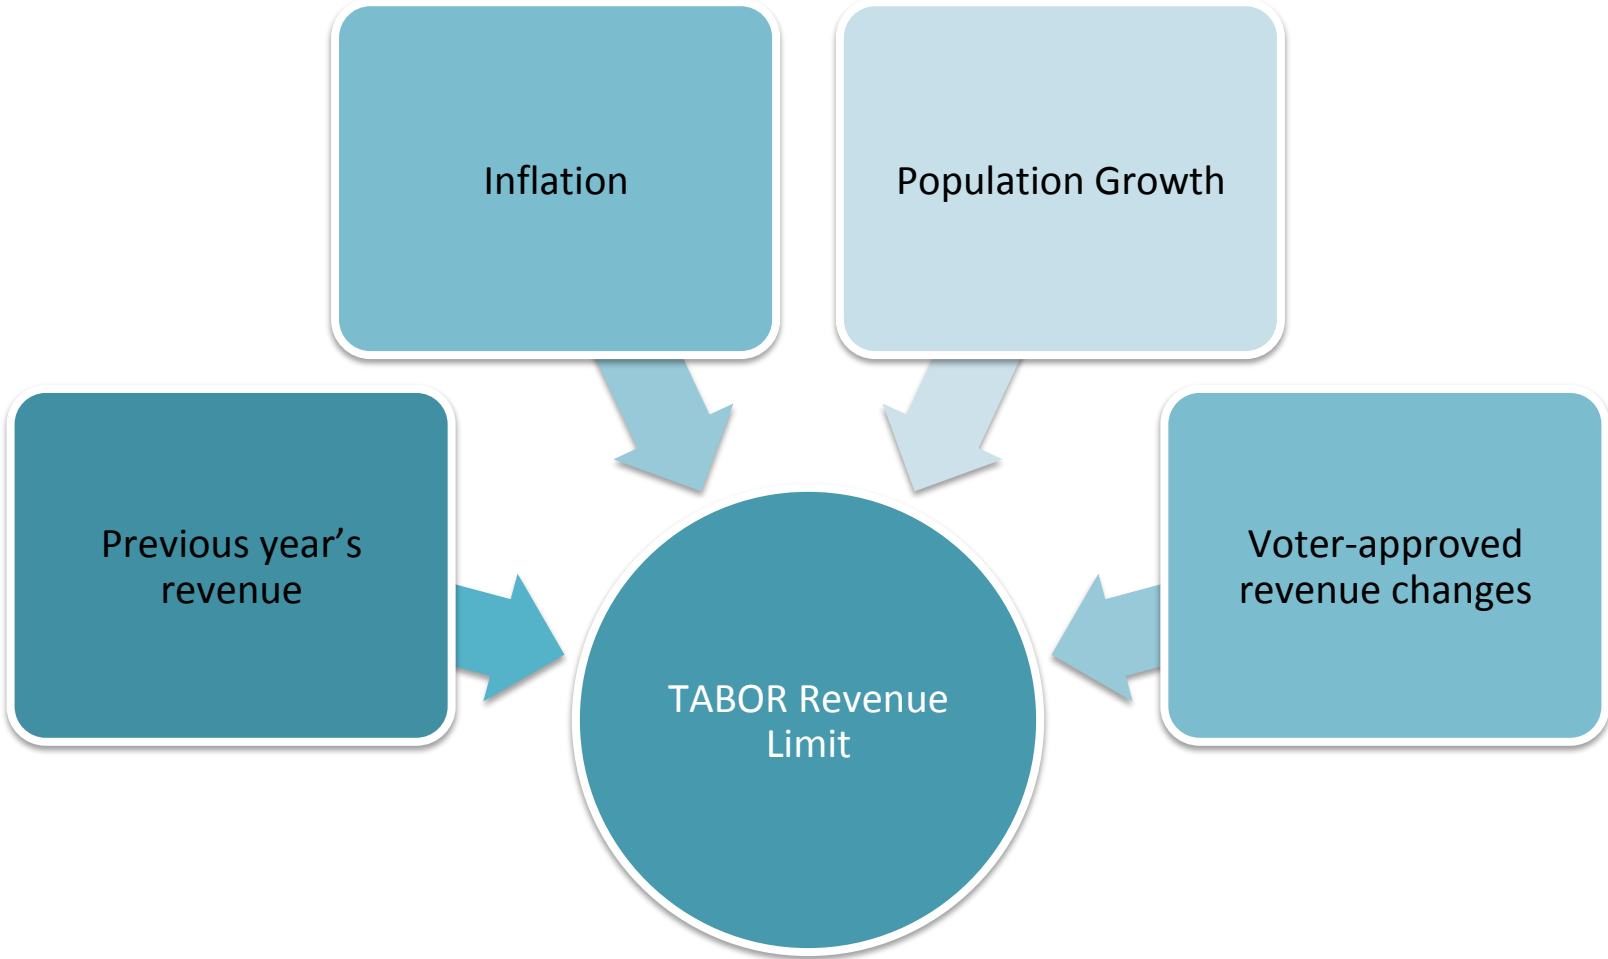 Inflation
Population Growth
Previous year’s
revenue
Voter-approved
revenue changes
TABOR Revenue
Limit